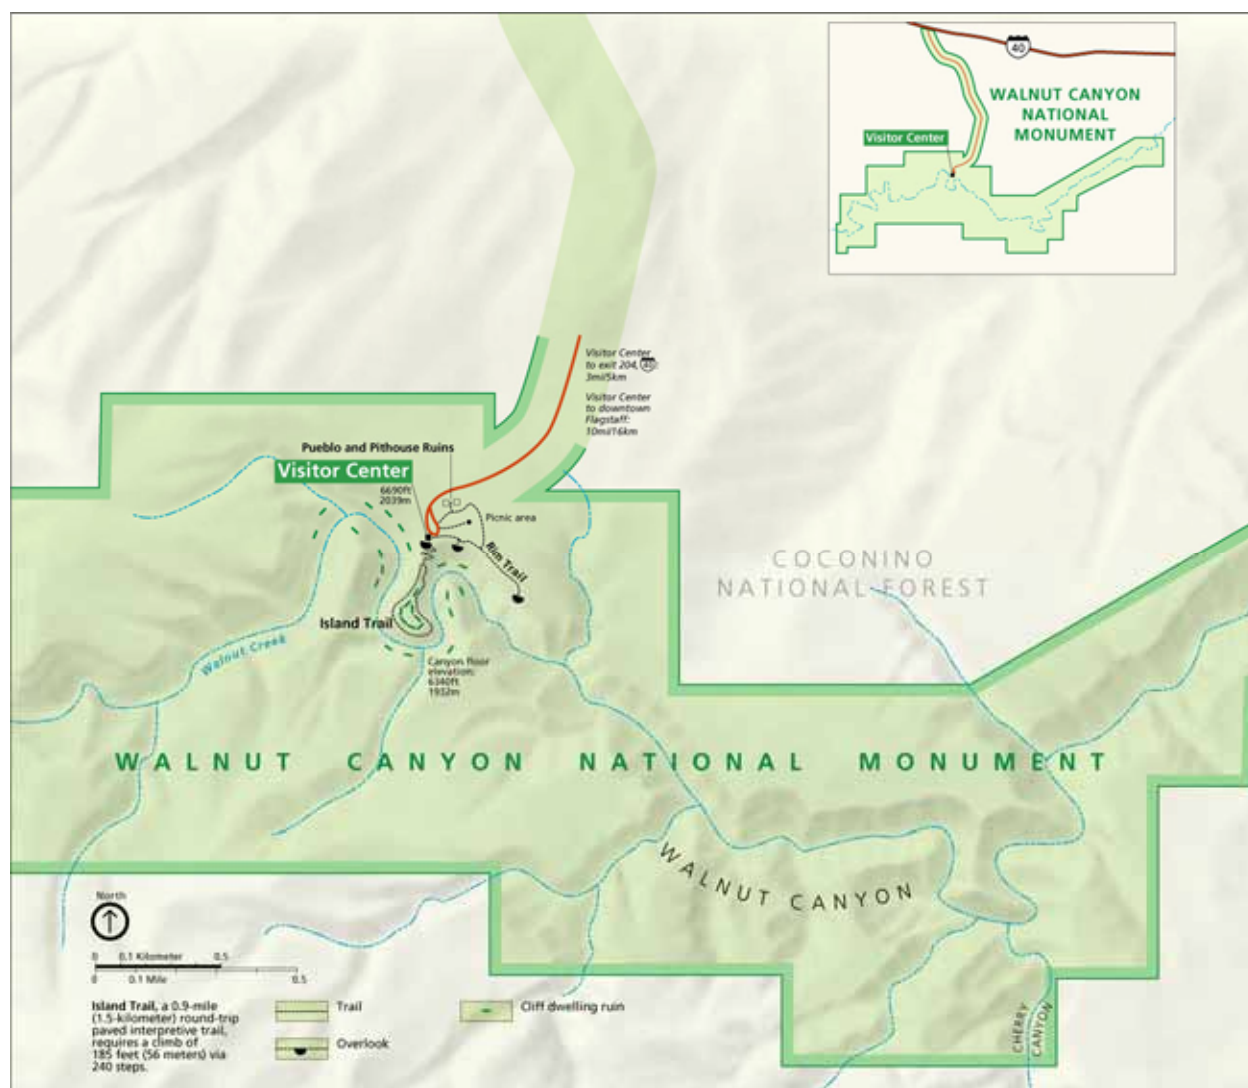 40
WALNUT CANYON
NATIONAL
MONUMENT
Visitor Center
Visitor Center
to exit 204, 40:
3mi/5km
Visitor Center
to downtown
Flagstaff:
10mi/16km
Pueblo and Pithouse Ruins
Visitor Center
6690ft
2039m
Picnic area
Rim Trail
COCONINO
NATIONAL FOREST
Island Trail
Walnut Creek
Canyon floor
elevation:
6340ft
1932m
WALNUT CANYON NATIONAL MONUMENT
WALNUT CANYON
North
0 0.1 Kilometer 0.5
0 0.1 Mile 0.5
Island Trail, a 0.9-mile
(1.5-kilometer) round-trip
paved interpretive trail,
requires a climb of
185 feet (56 meters) via
240 steps.
Trail
Overlook
Cliff dwelling ruin
CHERRY
CANYON